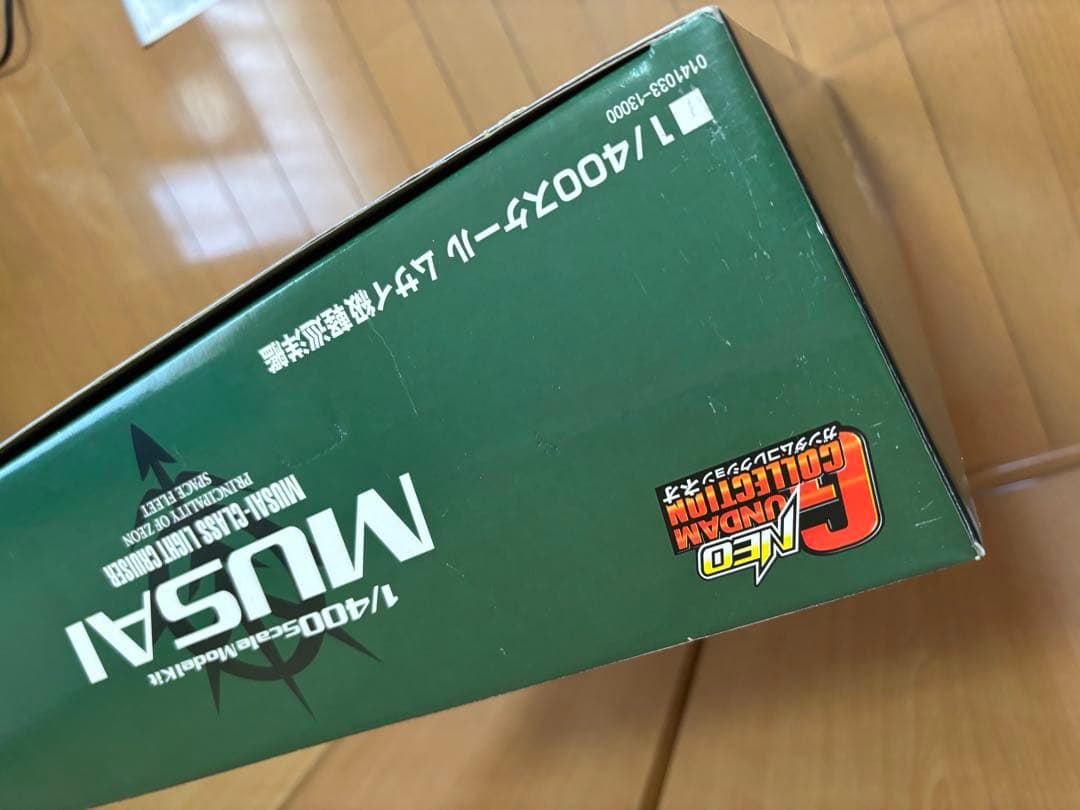 0141033-13000
1/400スケール ムサイ級軽巡洋艦
GUNDAM
COLLECTION
ガンダムコレクションネオ
NEO
1/400 Scale Model Kit
MUSAI
MUSAI-CLASS LIGHT CRUISER
PRINCIPALITY OF ZEON
SPACE FLEET